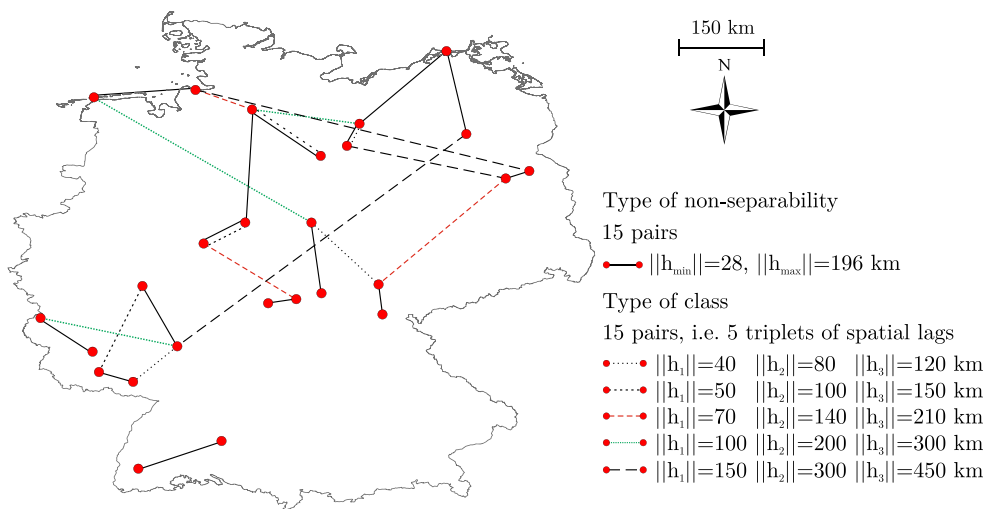 150 km
N
Type of non-separability
15 pairs
||h_min||=28, ||h_max||=196 km
Type of class
15 pairs, i.e. 5 triplets of spatial lags
||h₁||=40 ||h₂||=80 ||h₃||=120 km
||h₁||=50 ||h₂||=100 ||h₃||=150 km
||h₁||=70 ||h₂||=140 ||h₃||=210 km
||h₁||=100 ||h₂||=200 ||h₃||=300 km
||h₁||=150 ||h₂||=300 ||h₃||=450 km